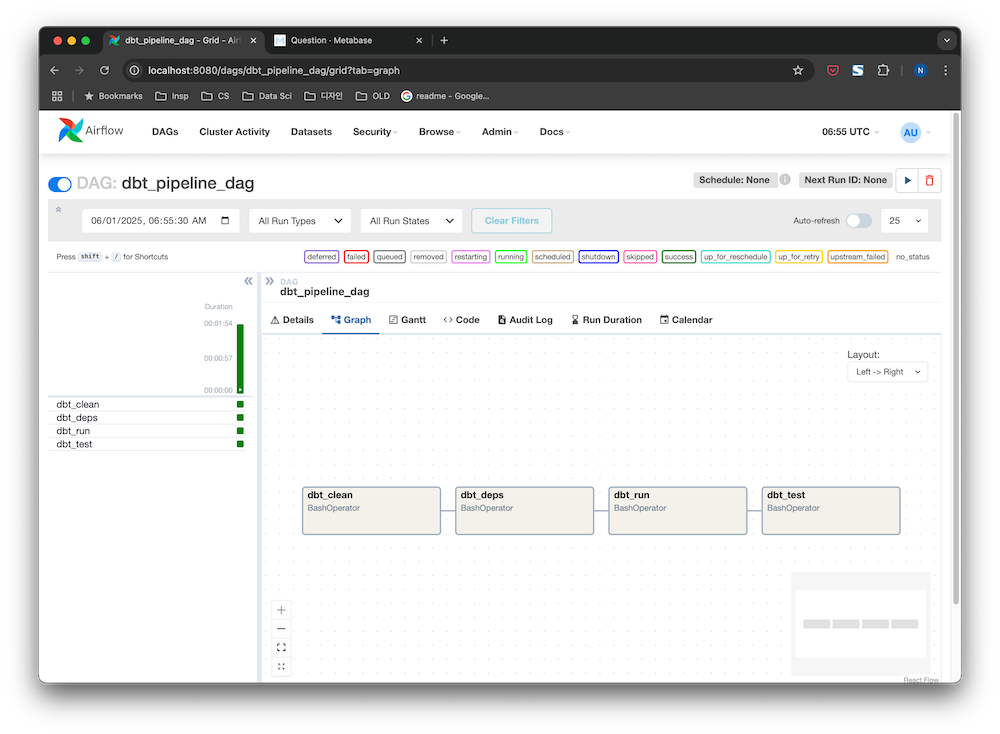 dbt_pipeline_dag - Grid - Air
Question · Metabase
localhost:8080/dags/dbt_pipeline_dag/grid?tab=graph
N
Bookmarks Insp CS Data Sci 디자인 OLD readme - Google...
Airflow DAGs Cluster Activity Datasets Security Browse Admin Docs 06:55 UTC AU
DAG: dbt_pipeline_dag
Schedule: None Next Run ID: None
06/01/2025, 06:55:30 AM All Run Types All Run States Clear Filters Auto-refresh 25
Press shift + / for Shortcuts
deferred failed queued removed restarting running scheduled shutdown skipped success up_for_reschedule up_for_retry upstream_failed no_status
DAG
dbt_pipeline_dag
Duration
00:01:54
00:00:57
00:00:00
dbt_clean
dbt_deps
dbt_run
dbt_test
Details Graph Gantt Code Audit Log Run Duration Calendar
Layout:
Left -> Right
dbt_clean
BashOperator
dbt_deps
BashOperator
dbt_run
BashOperator
dbt_test
BashOperator
React Flow